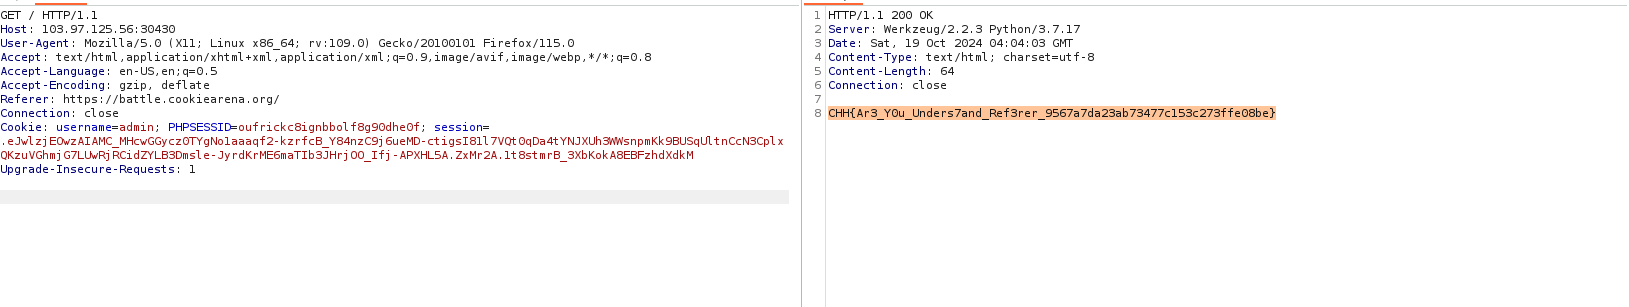 GET / HTTP/1.1
Host: 103.97.125.56:30430
User-Agent: Mozilla/5.0 (X11; Linux x86_64; rv:109.0) Gecko/20100101 Firefox/115.0
Accept: text/html,application/xhtml+xml,application/xml;q=0.9,image/avif,image/webp,*/*;q=0.8
Accept-Language: en-US,en;q=0.5
Accept-Encoding: gzip, deflate
Referer: https://battle.cookiearena.org/
Connection: close
Cookie: username=admin; PHPSESSID=oufrickc8ignbbolf8g90dhe0f; session=
.eJwlzjEOwzAIAMC_MHcwGGycz0TYgNo1aaaqf2-kzrfcB_Y84nzC9j6ueMD-ctigsI81l7VQt0qDa4tYNJXUh3WWsnpmKk9BUSqUltnCcN3Cplx
QKzuVGhmjG7LUwRjRCidZYLB3Dmsle-JyrdKrME6maTIb3JHrjOO_Ifj-APXHL5A.ZxMr2A.1t8stmrB_3XbKokA8EBFzhdXdkM
Upgrade-Insecure-Requests: 1
1 HTTP/1.1 200 OK
2 Server: Werkzeug/2.2.3 Python/3.7.17
3 Date: Sat, 19 Oct 2024 04:04:03 GMT
4 Content-Type: text/html; charset=utf-8
5 Content-Length: 64
6 Connection: close
7
8 CHH{Ar3_Y0u_Unders7and_Ref3rer_9567a7da23ab73477c153c273ffe08be}